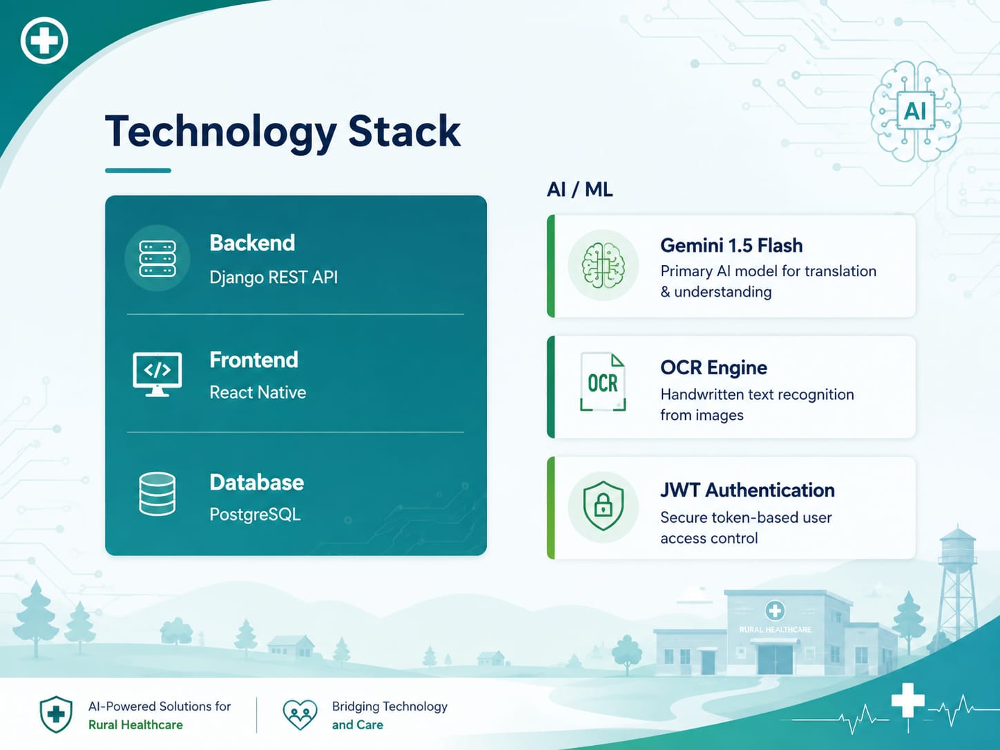 AI
Technology Stack
Backend
Django REST API
Frontend
React Native
Database
PostgreSQL
AI / ML
Gemini 1.5 Flash
Primary AI model for translation
& understanding
OCR
OCR Engine
Handwritten text recognition
from images
JWT Authentication
Secure token-based user
access control
RURAL HEALTHCARE
AI-Powered Solutions for
Rural Healthcare
Bridging Technology
and Care